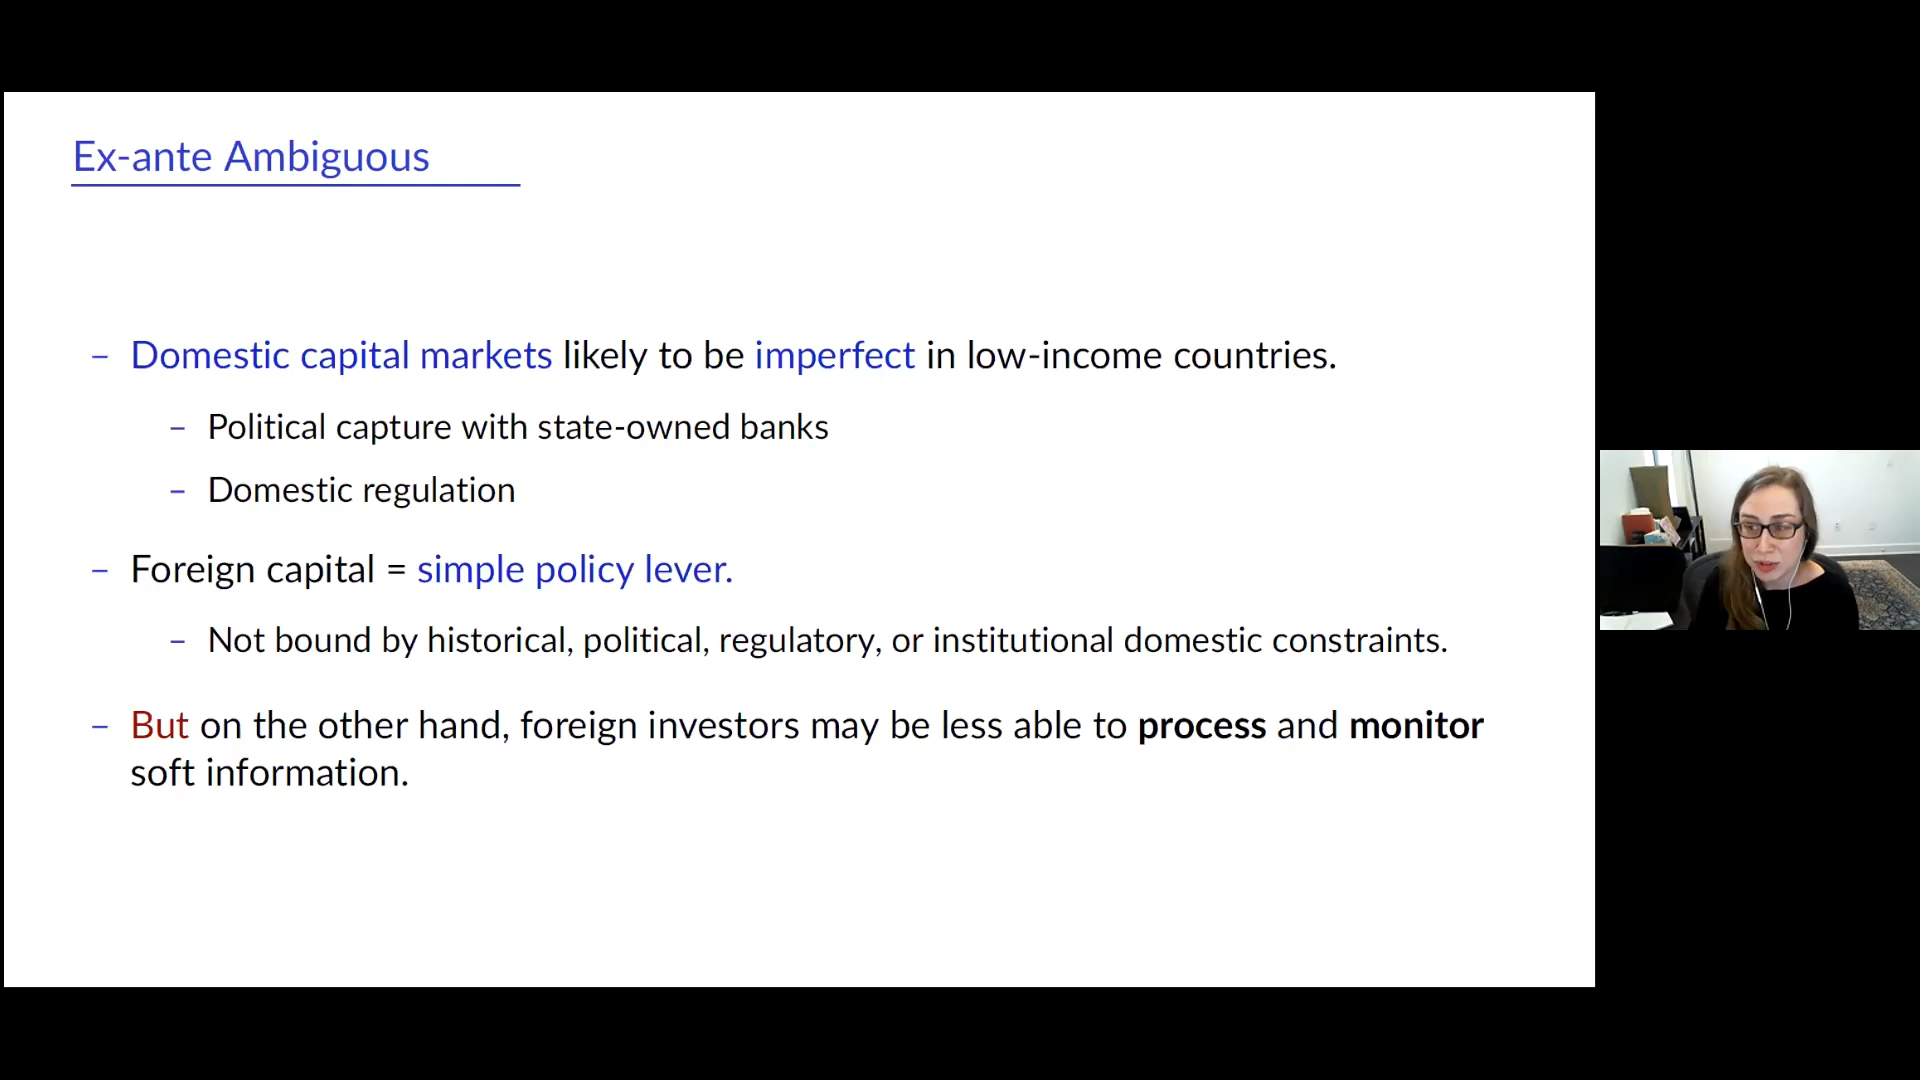 Ex-ante Ambiguous
– Domestic capital markets likely to be imperfect in low-income countries.
– Political capture with state-owned banks
– Domestic regulation
– Foreign capital = simple policy lever.
– Not bound by historical, political, regulatory, or institutional domestic constraints.
– But on the other hand, foreign investors may be less able to process and monitor
soft information.